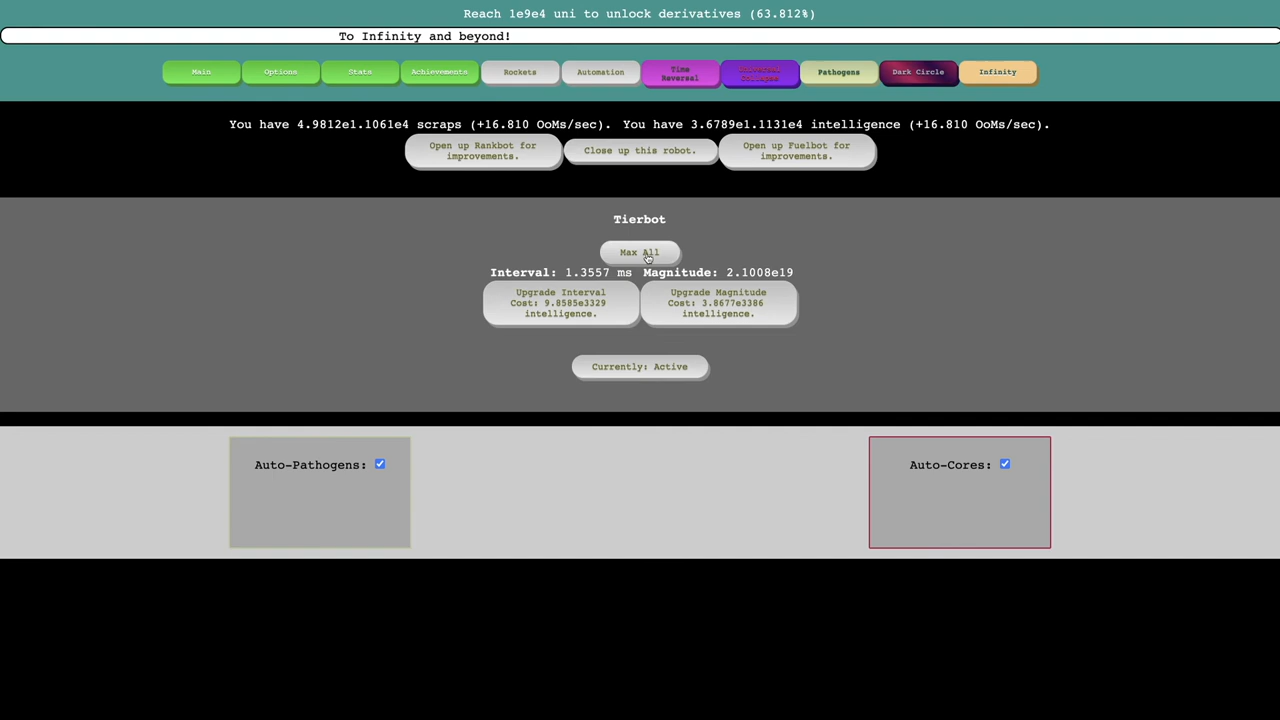 Reach 1e9e4 uni to unlock derivatives (63.812%)
To Infinity and beyond!
Main Options Stats Achievements Rockets Automation Time Reversal Universal Collapse Pathogens Dark Circle Infinity
You have 4.9812e1.1061e4 scraps (+16.810 OoMs/sec). You have 3.6789e1.1131e4 intelligence (+16.810 OoMs/sec).
Open up Rankbot for improvements. Close up this robot. Open up Fuelbot for improvements.
Tierbot
Max All
Interval: 1.3557 ms Magnitude: 2.1008e19
Upgrade Interval Upgrade Magnitude
Cost: 9.8585e3329 Cost: 3.8677e3386
intelligence. intelligence.
Currently: Active
Auto-Pathogens: Auto-Cores: